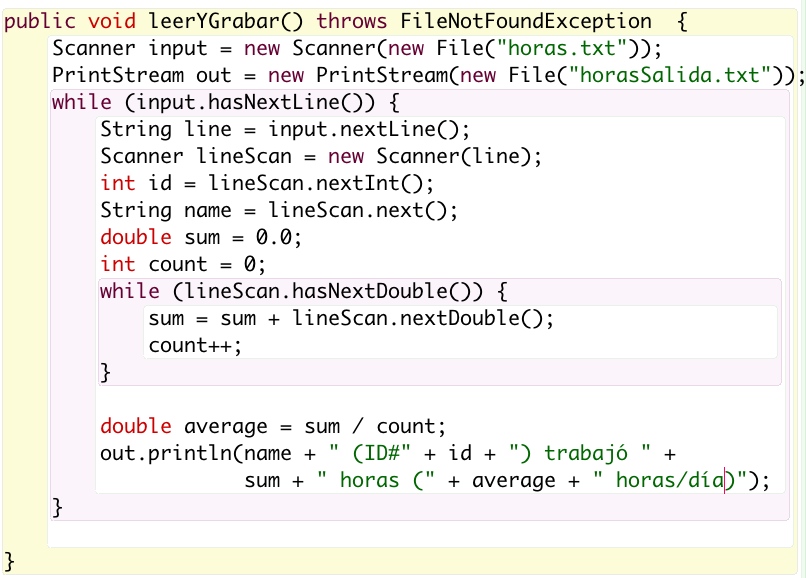 public void leerYGrabar() throws FileNotFoundException  {
    Scanner input = new Scanner(new File("horas.txt"));
    PrintStream out = new PrintStream(new File("horasSalida.txt"));
    while (input.hasNextLine()) {
        String line = input.nextLine();
        Scanner lineScan = new Scanner(line);
        int id = lineScan.nextInt();
        String name = lineScan.next();
        double sum = 0.0;
        int count = 0;
        while (lineScan.hasNextDouble()) {
            sum = sum + lineScan.nextDouble();
            count++;
        }
        double average = sum / count;
        out.println(name + " (ID#" + id + ") trabajó " +
                    sum + " horas (" + average + " horas/día)");
    }
}